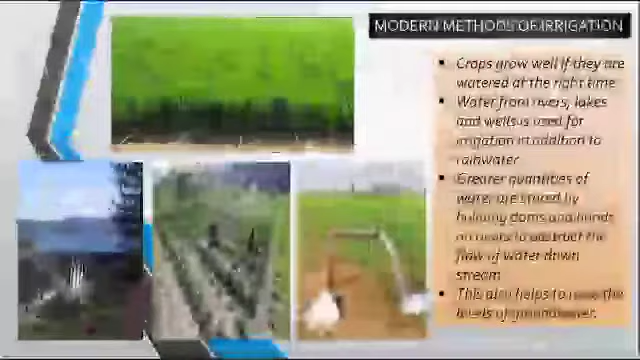 MODERN METHODS OF IRRIGATION
Crops grow well if they are
watered at the right time
Water from rivers, lakes
and wells is used for
irrigation in addition to
rainwater
Greater quantities of
water are stored by
building dams and bunds
on rivers to obstruct the
flow of water down
stream
This also helps to raise the
levels of groundwater.